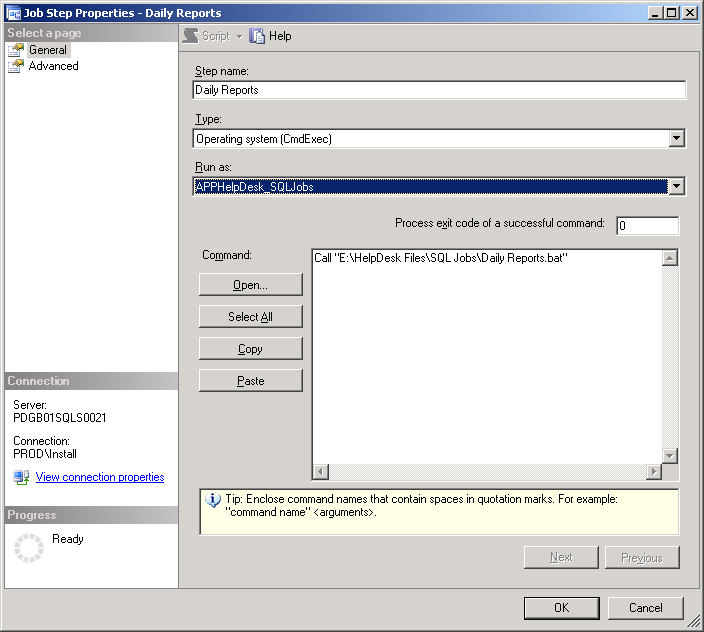 Job Step Properties - Daily Reports
Select a page
General
Advanced
Script
Help
Step name:
Daily Reports
Type:
Operating system (CmdExec)
Run as:
APPHelpDesk_SQLJobs
Process exit code of a successful command:
0
Command:
Call "E:\HelpDesk Files\SQL Jobs\Daily Reports.bat"
Open...
Select All
Copy
Paste
Connection
Server:
PDGB01SQLS0021
Connection:
PROD\Install
View connection properties
Progress
Ready
Tip: Enclose command names that contain spaces in quotation marks. For example:
"command name" <arguments>.
Next
Previous
OK
Cancel